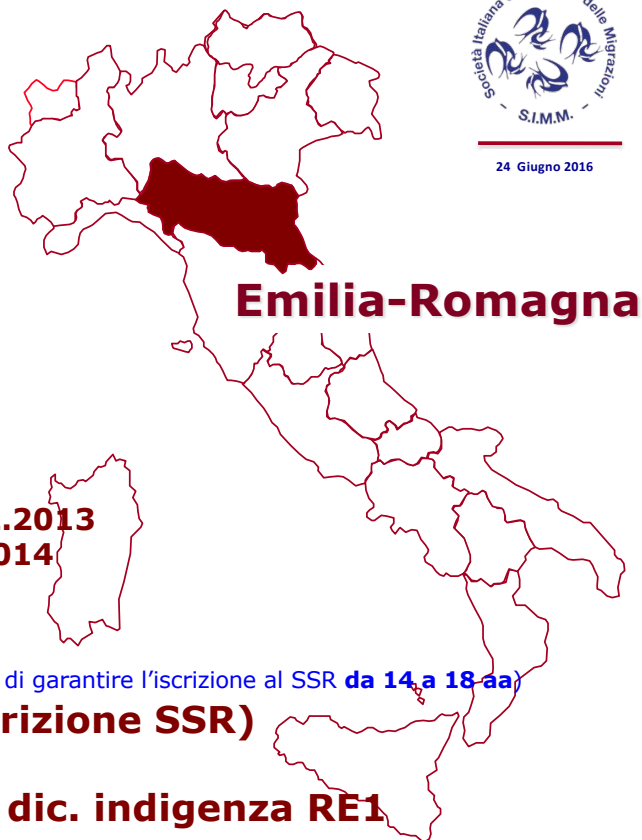 Società Italiana
delle Migrazioni
- S.I.M.M. -
24 Giugno 2016
Emilia-Romagna
.2013
014
di garantire l’iscrizione al SSR da 14 a 18 aa)
rizione SSR)
dic. indigenza RE1